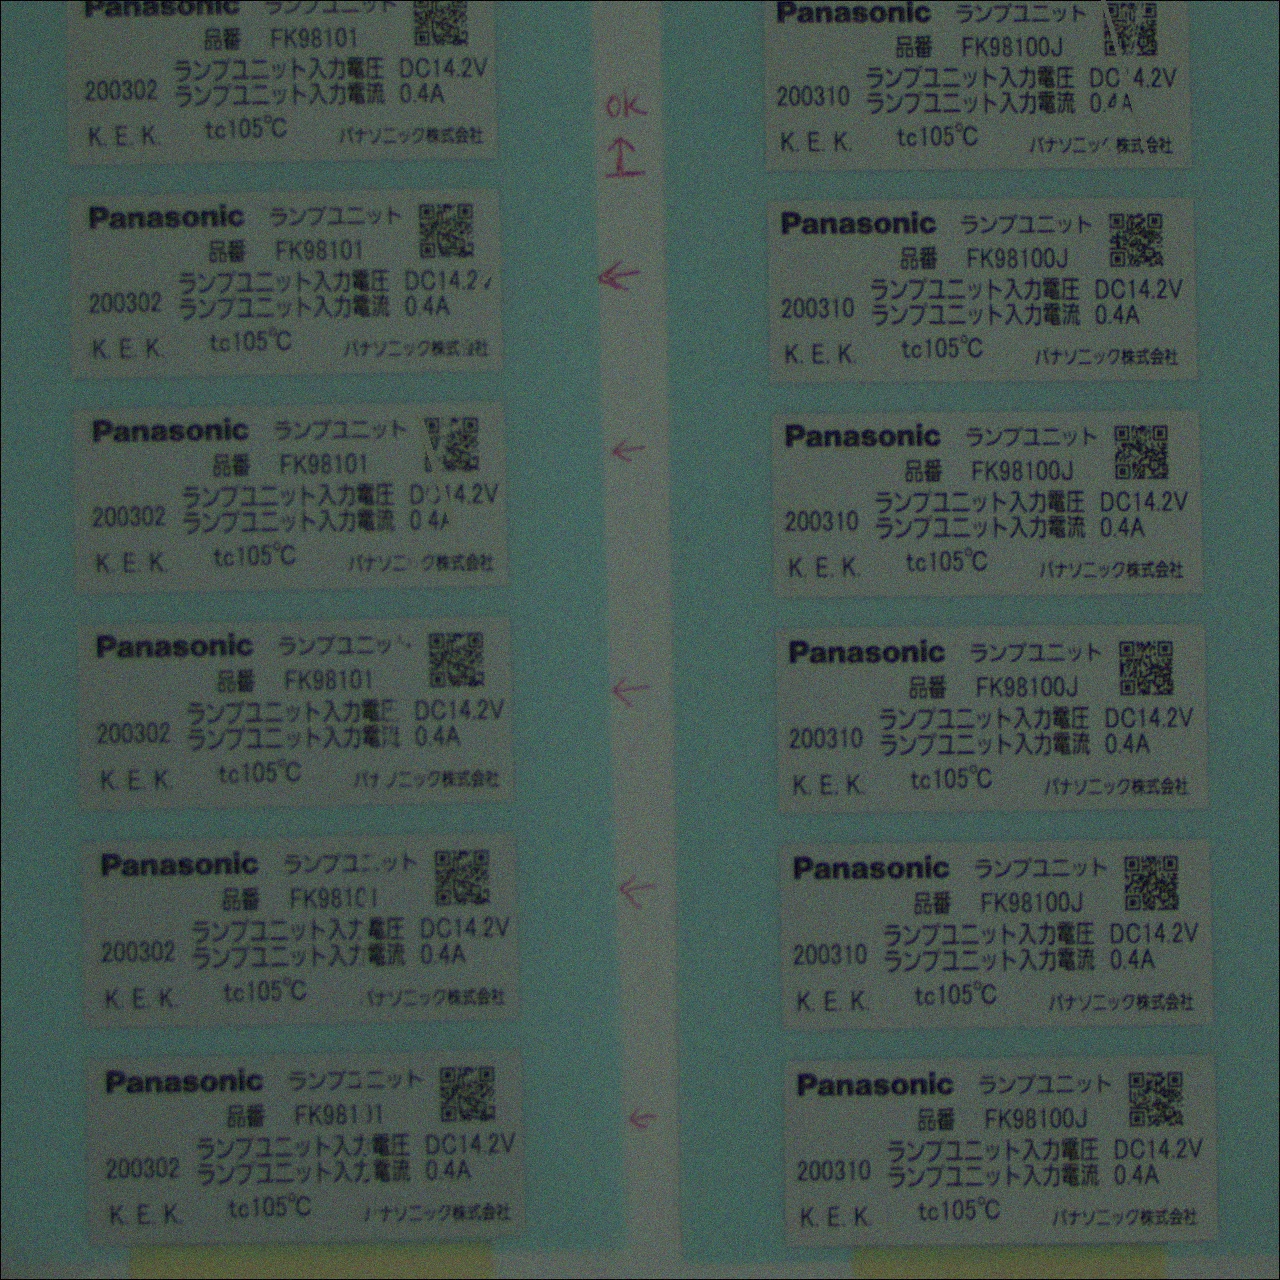 Panasonic ランプユニット
品番 FK98101
ランプユニット入力電圧 DC14.2V
200302 ランプユニット入力電流 0.4A
K. E. K. tc105℃ パナソニック株式会社
Panasonic ランプユニット
品番 FK98101
ランプユニット入力電圧 DC14.2
200302 ランプユニット入力電流 0.4A
K. E. K. tc105℃ パナソニック株式会社
Panasonic ランプユニット
品番 FK98101
ランプユニット入力電圧 DC14.2V
200302 ランプユニット入力電流 0 4A
K. E. K. tc105℃ パナソニック株式会社
Panasonic ランプユニット
品番 FK98101
ランプユニット入力電圧 DC14.2V
200302 ランプユニット入力電流 0.4A
K. E. K. tc105℃ パナソニック株式会社
Panasonic ランプユニット
品番 FK98101
ランプユニット入力電圧 DC14.2V
200302 ランプユニット入力電流 0.4A
K. E. K. tc105℃ パナソニック株式会社
Panasonic ランプユニット
品番 FK98101
ランプユニット入力電圧 DC14.2V
200302 ランプユニット入力電流 0.4A
K. E. K. tc105℃ パナソニック株式会社
OK
↑
←
←
←
←
←
Panasonic ランプユニット
品番 FK98100J
ランプユニット入力電圧 DC14.2V
200310 ランプユニット入力電流 0.4A
K. E. K. tc105℃ パナソニック株式会社
Panasonic ランプユニット
品番 FK98100J
ランプユニット入力電圧 DC14.2V
200310 ランプユニット入力電流 0.4A
K. E. K. tc105℃ パナソニック株式会社
Panasonic ランプユニット
品番 FK98100J
ランプユニット入力電圧 DC14.2V
200310 ランプユニット入力電流 0.4A
K. E. K. tc105℃ パナソニック株式会社
Panasonic ランプユニット
品番 FK98100J
ランプユニット入力電圧 DC14.2V
200310 ランプユニット入力電流 0.4A
K. E. K. tc105℃ パナソニック株式会社
Panasonic ランプユニット
品番 FK98100J
ランプユニット入力電圧 DC14.2V
200310 ランプユニット入力電流 0.4A
K. E. K. tc105℃ パナソニック株式会社
Panasonic ランプユニット
品番 FK98100J
ランプユニット入力電圧 DC14.2V
200310 ランプユニット入力電流 0.4A
K. E. K. tc105℃ パナソニック株式会社